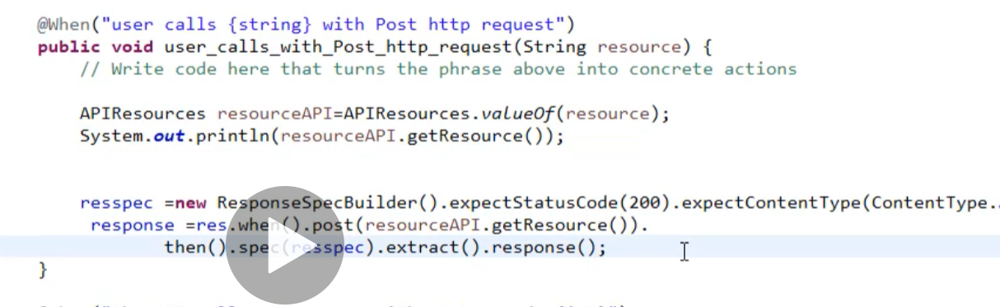 @When("user calls {string} with Post http request")
public void user_calls_with_Post_http_request(String resource) {
// Write code here that turns the phrase above into concrete actions
APIResources resourceAPI=APIResources.valueOf(resource);
System.out.println(resourceAPI.getResource());
resspec =new ResponseSpecBuilder().expectStatusCode(200).expectContentType(ContentType.
response =res.when().post(resourceAPI.getResource()).
then().spec(resspec).extract().response();
}